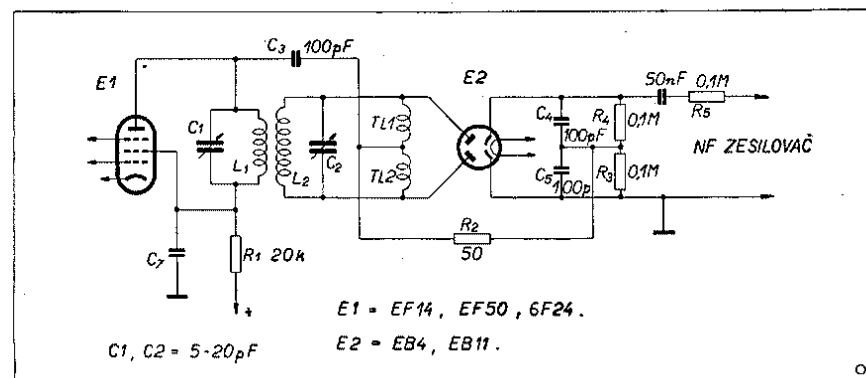 C3 100pF
E1
E2
50nF 0,1M
R5
C1
L1
L2
C2
TL1
TL2
C4
100pF
R4
0,1M
C5
100p
R3
0,1M
NF ZESILOVAČ
R2
50
C7
R1 20k
+
E1 = EF14, EF50, 6F24.
C1, C2 = 5-20pF
E2 = EB4, EB11.